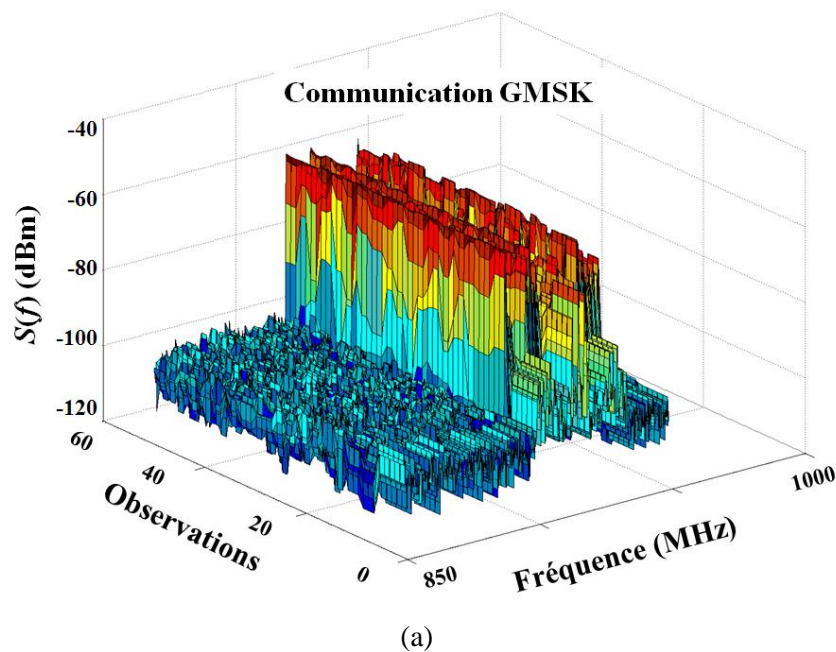 Communication GMSK
-40
-60
-80
-100
-120
S(f) (dBm)
60
40
20
0
Observations
850
1000
Fréquence (MHz)
(a)